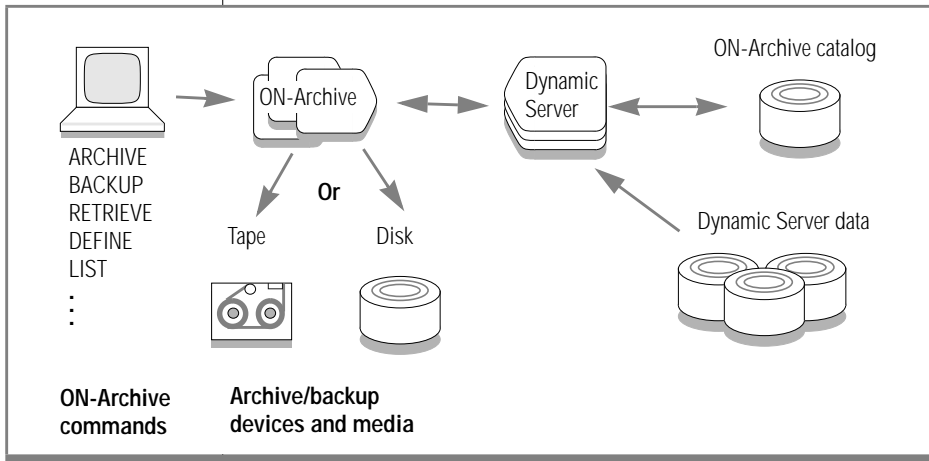 ON-Archive catalog
ON-Archive
Dynamic
Server
ARCHIVE
BACKUP
RETRIEVE
DEFINE
LIST
.
.
.
Or
Tape
Disk
Dynamic Server data
ON-Archive
commands
Archive/backup
devices and media